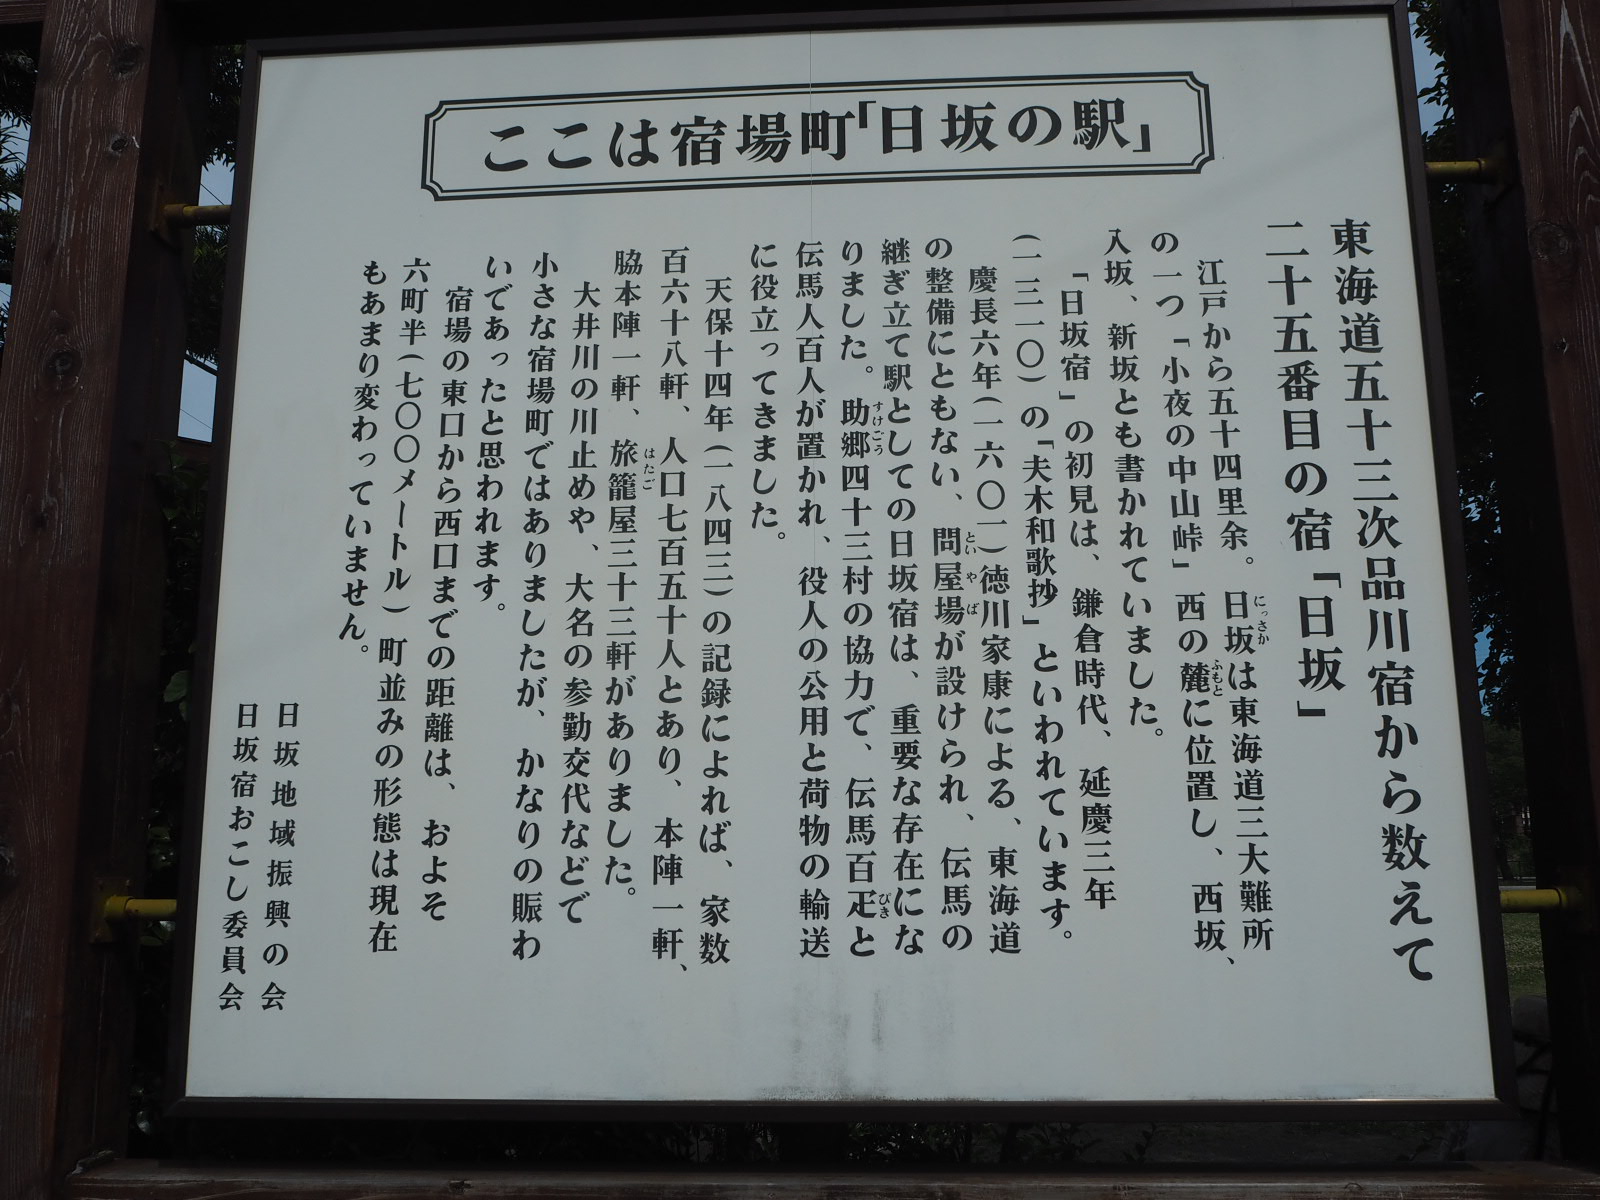 ここは宿場町「日坂の駅」
東海道五十三次品川宿から数えて
二十五番目の宿「日坂」
江戸から五十四里余。日坂は東海道三大難所
にっさか
の一つ「小夜の中山峠」西の麓に位置し、西坂、
ふもと
入坂、新坂とも書かれていました。
「日坂宿」の初見は、鎌倉時代、延慶三年
(一三一〇)の「夫木和歌抄」といわれています。
慶長六年(一六〇一)徳川家康による、東海道
の整備にともない、問屋場が設けられ、伝馬の
といやば
継ぎ立て駅としての日坂宿は、重要な存在にな
りました。助郷四十三村の協力で、伝馬百疋と
すけごう
びき
伝馬人百人が置かれ、役人の公用と荷物の輸送
に役立ってきました。
天保十四年(一八四三)の記録によれば、家数
百六十八軒、人口七百五十人とあり、本陣一軒、
脇本陣一軒、旅籠屋三十三軒がありました。
はたご
大井川の川止めや、大名の参勤交代などで
小さな宿場町ではありましたが、かなりの賑わ
いであったと思われます。
宿場の東口から西口までの距離は、およそ
六町半(七〇〇メートル)町並みの形態は現在
もあまり変わっていません。
日坂地域振興の会
日坂宿おこし委員会